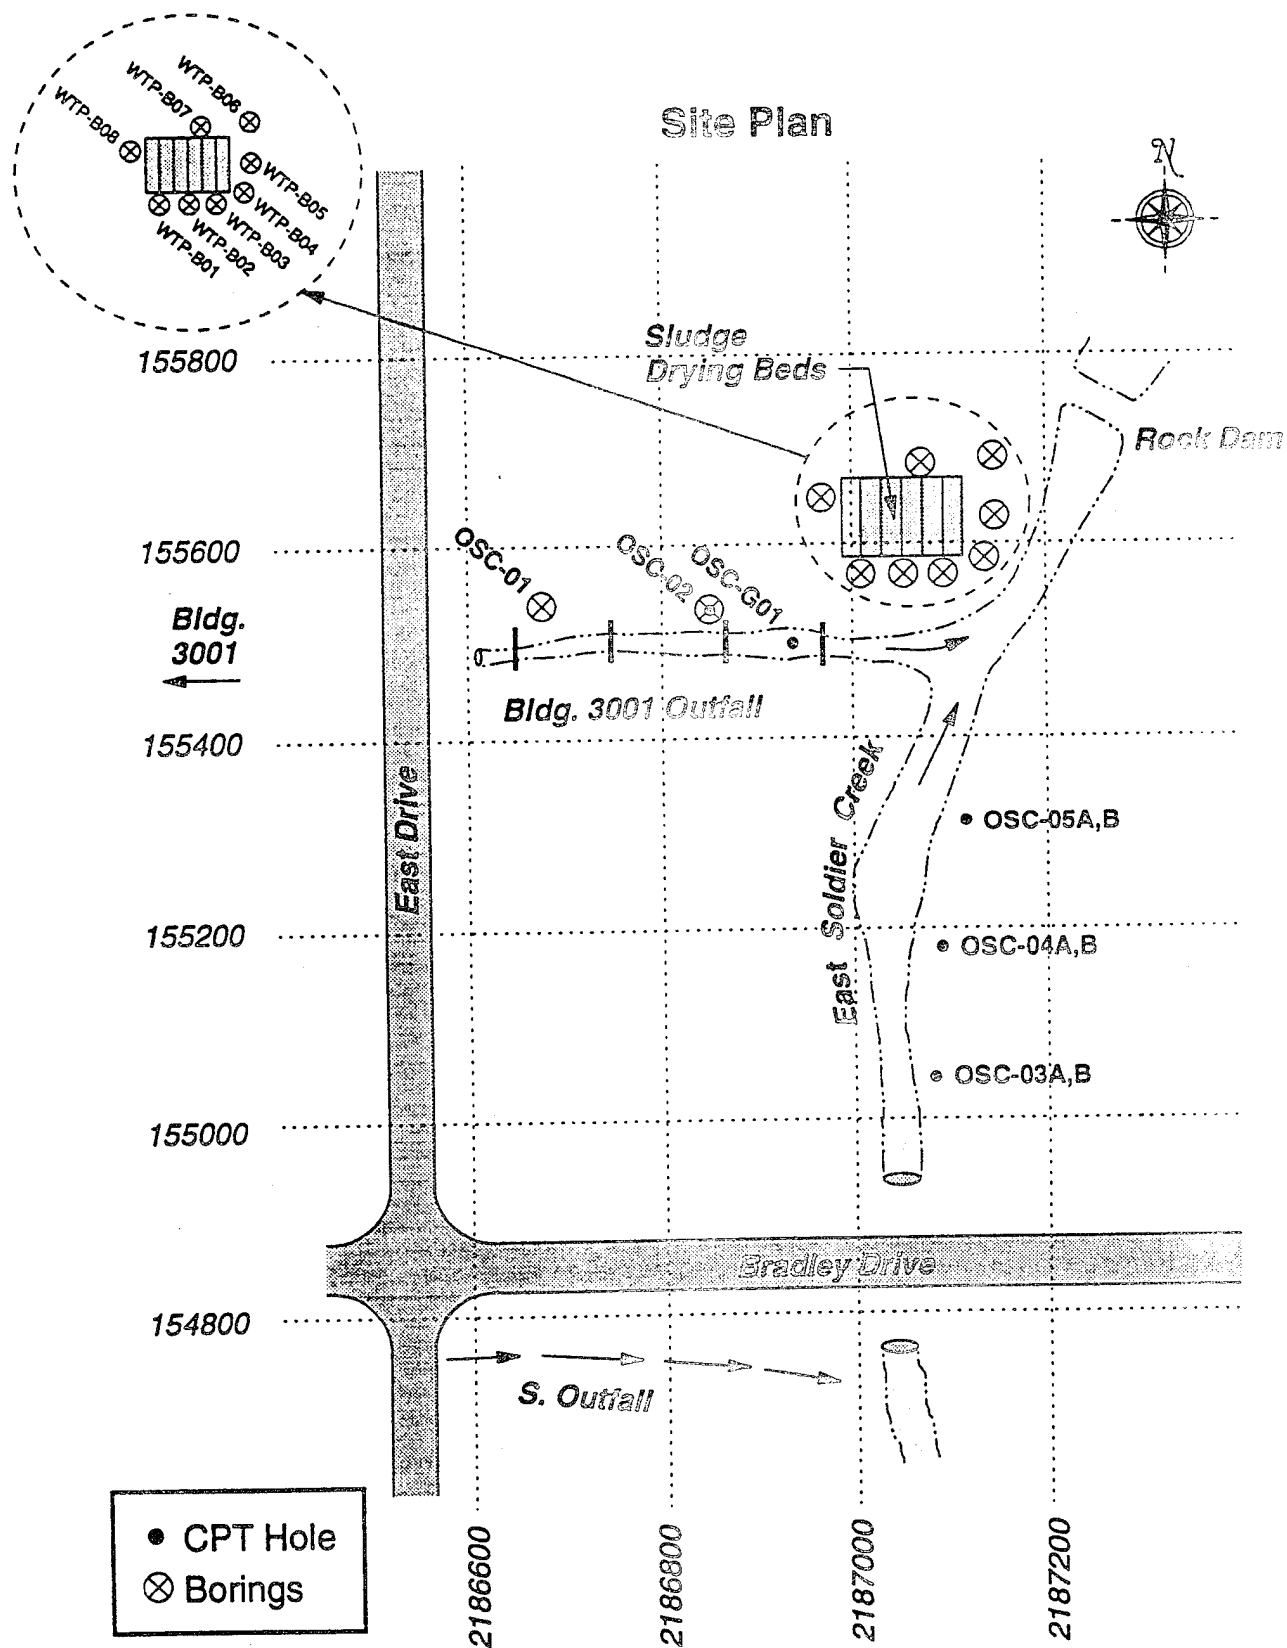 Site Plan
N
WTP-B06
WTP-B07
WTP-B08
WTP-B05
WTP-B04
WTP-B03
WTP-B02
WTP-B01
Sludge
Drying Beds
155800
Rock Dam
155600
OSC-01
OSC-02
OSC-G01
Bldg.
3001
Bldg. 3001 Outfall
155400
East Drive
East Soldier Creek
OSC-05A,B
155200
OSC-04A,B
OSC-03A,B
155000
Bradley Drive
154800
S. Outfall
CPT Hole
Borings
2186600
2186800
2187000
2187200